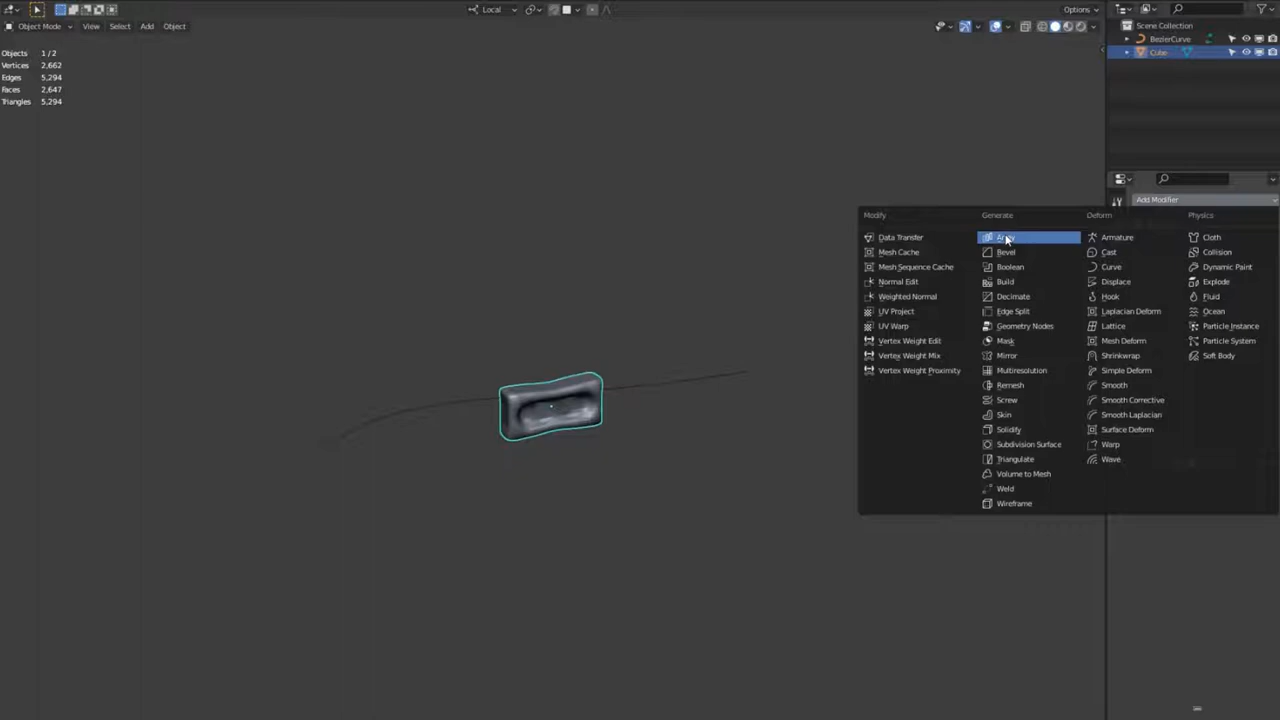 Local
Options
Object Mode View Select Add Object
Objects 1/2
Vertices 2,662
Edges 5,294
Faces 2,647
Triangles 5,294
Scene Collection
BezierCurve
Cube
Add Modifier
Modify
Data Transfer
Mesh Cache
Mesh Sequence Cache
Normal Edit
Weighted Normal
UV Project
UV Warp
Vertex Weight Edit
Vertex Weight Mix
Vertex Weight Proximity
Generate
Array
Bevel
Boolean
Build
Decimate
Edge Split
Geometry Nodes
Mask
Mirror
Multiresolution
Remesh
Screw
Skin
Solidify
Subdivision Surface
Triangulate
Volume to Mesh
Weld
Wireframe
Deform
Armature
Cast
Curve
Displace
Hook
Laplacian Deform
Lattice
Mesh Deform
Shrinkwrap
Simple Deform
Smooth
Smooth Corrective
Smooth Laplacian
Surface Deform
Warp
Wave
Physics
Cloth
Collision
Dynamic Paint
Explode
Fluid
Ocean
Particle Instance
Particle System
Soft Body